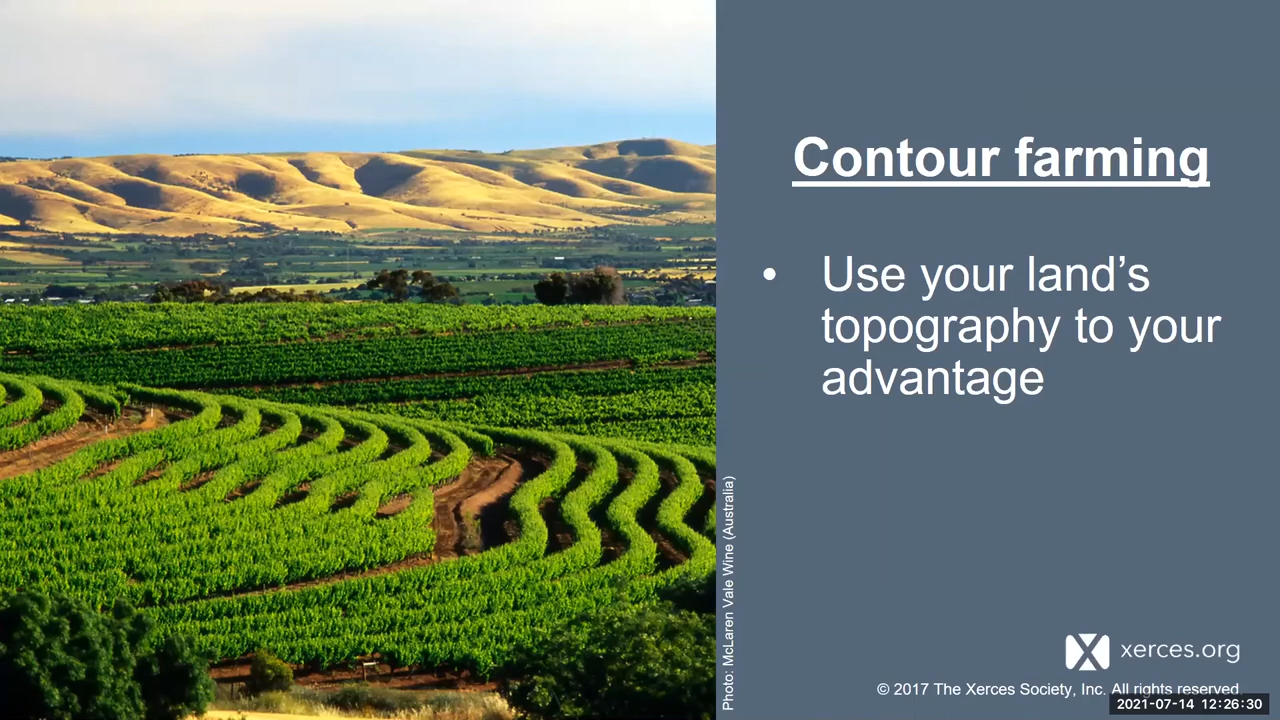 Contour farming
• Use your land’s
topography to your
advantage
Photo: McLaren Vale Wine (Australia)
xerces.org
© 2017 The Xerces Society, Inc. All rights reserved
2021-07-14 12:26:30